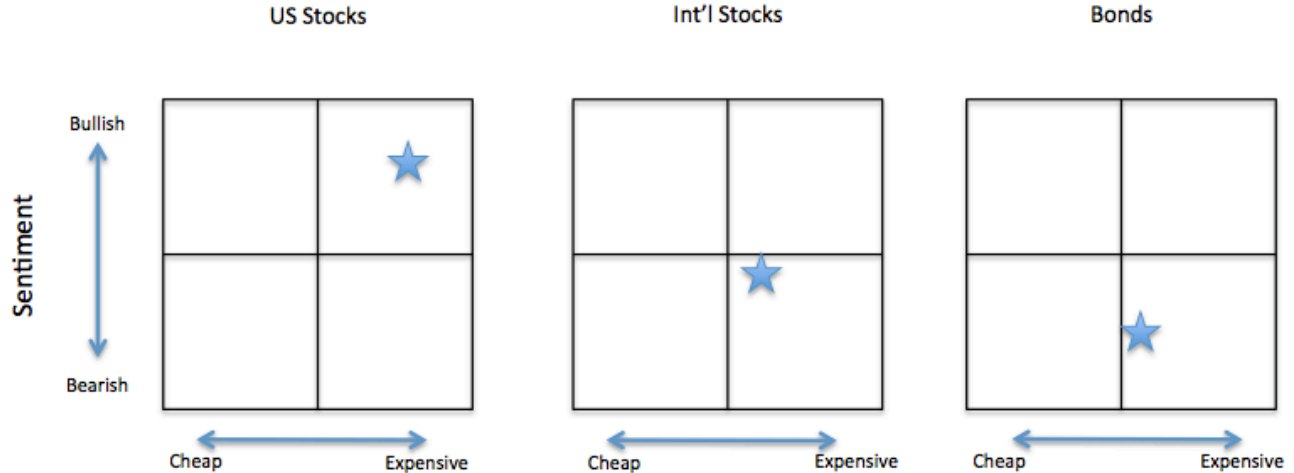 US Stocks
Int'l Stocks
Bonds
Sentiment
Bullish
Bearish
Cheap
Expensive
Cheap
Expensive
Cheap
Expensive